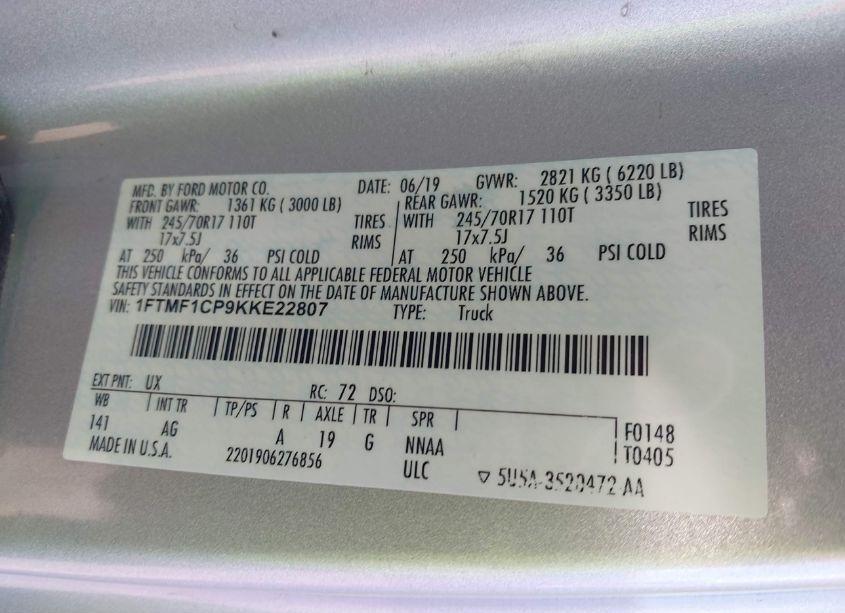 MFD. BY FORD MOTOR CO. DATE: 06/19 GVWR: 2821 KG ( 6220 LB)
FRONT GAWR: 1361 KG ( 3000 LB) REAR GAWR: 1520 KG ( 3350 LB)
WITH 245/70R17 110T TIRES WITH 245/70R17 110T TIRES
17x7.5J RIMS 17x7.5J RIMS
AT 250 kPa/ 36 PSI COLD AT 250 kPa/ 36 PSI COLD
THIS VEHICLE CONFORMS TO ALL APPLICABLE FEDERAL MOTOR VEHICLE
SAFETY STANDARDS IN EFFECT ON THE DATE OF MANUFACTURE SHOWN ABOVE.
VIN: 1FTMF1CP9KKE22807 TYPE: Truck
EXT PNT: UX RC: 72 DSO:
WB INT TR TP/PS R AXLE TR SPR
141 AG A 19 G NNAA F0148
MADE IN U.S.A. 2201906276856 ULC T0405
▽ 5U5A-3520472-AA